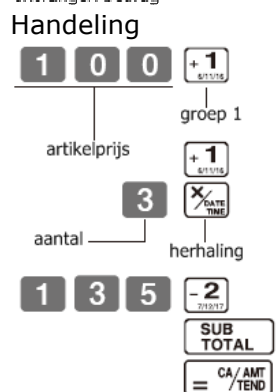 Handeling
1 0 0 +1 6/11/16
groep 1
artikelprijs
+1 6/11/16
3 X/DATE TIME
aantal
herhaling
1 3 5 -2 7/12/17
SUB TOTAL
= CA/AMT /TEND